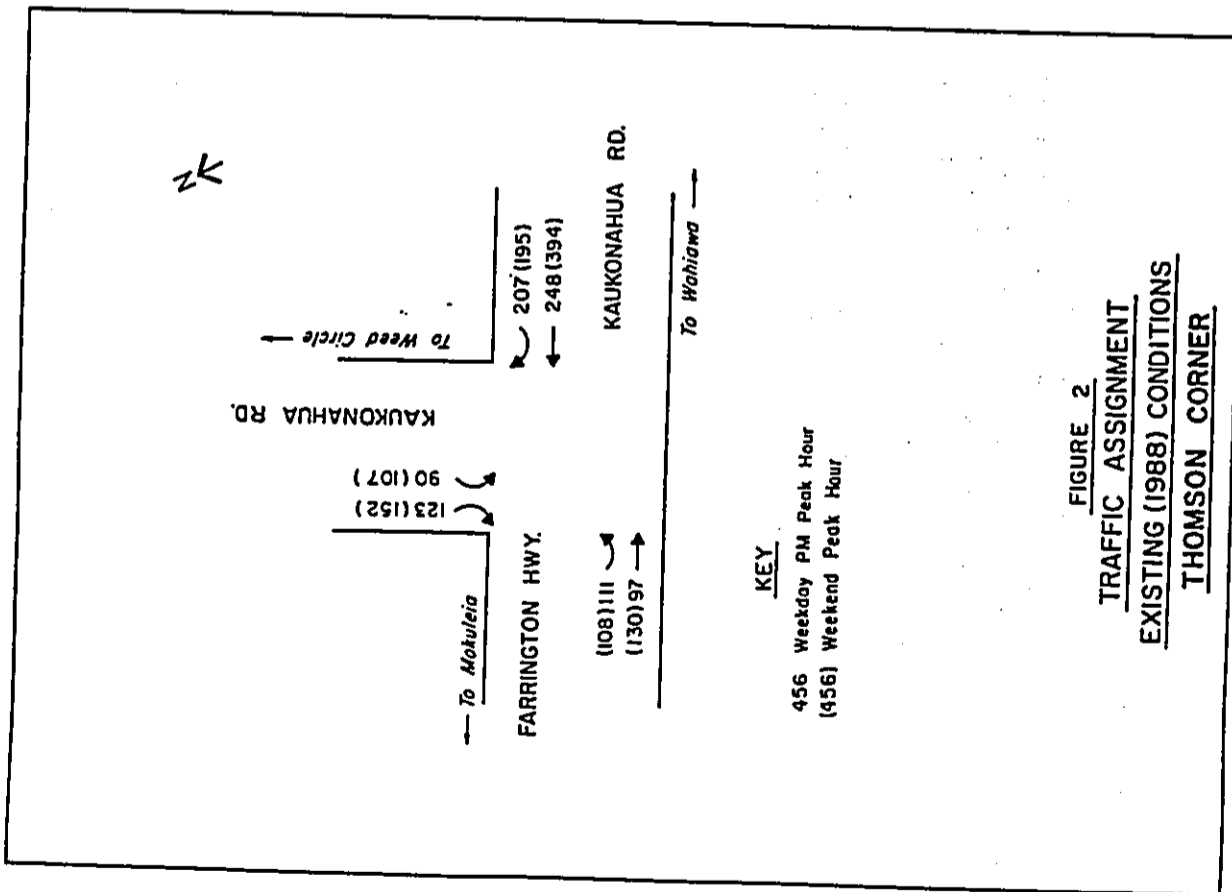 N
To Weed Circle
KAUKONAHUA RD.
207 (195)
248 (394)
KAUKONAHUA RD.
To Wahiawa
123 (152)
90 (107)
To Mokuleia
FARRINGTON HWY.
(108) 111
(130) 97
KEY
456 Weekday PM Peak Hour
(456) Weekend Peak Hour
FIGURE 2
TRAFFIC ASSIGNMENT
EXISTING (1988) CONDITIONS
THOMSON CORNER